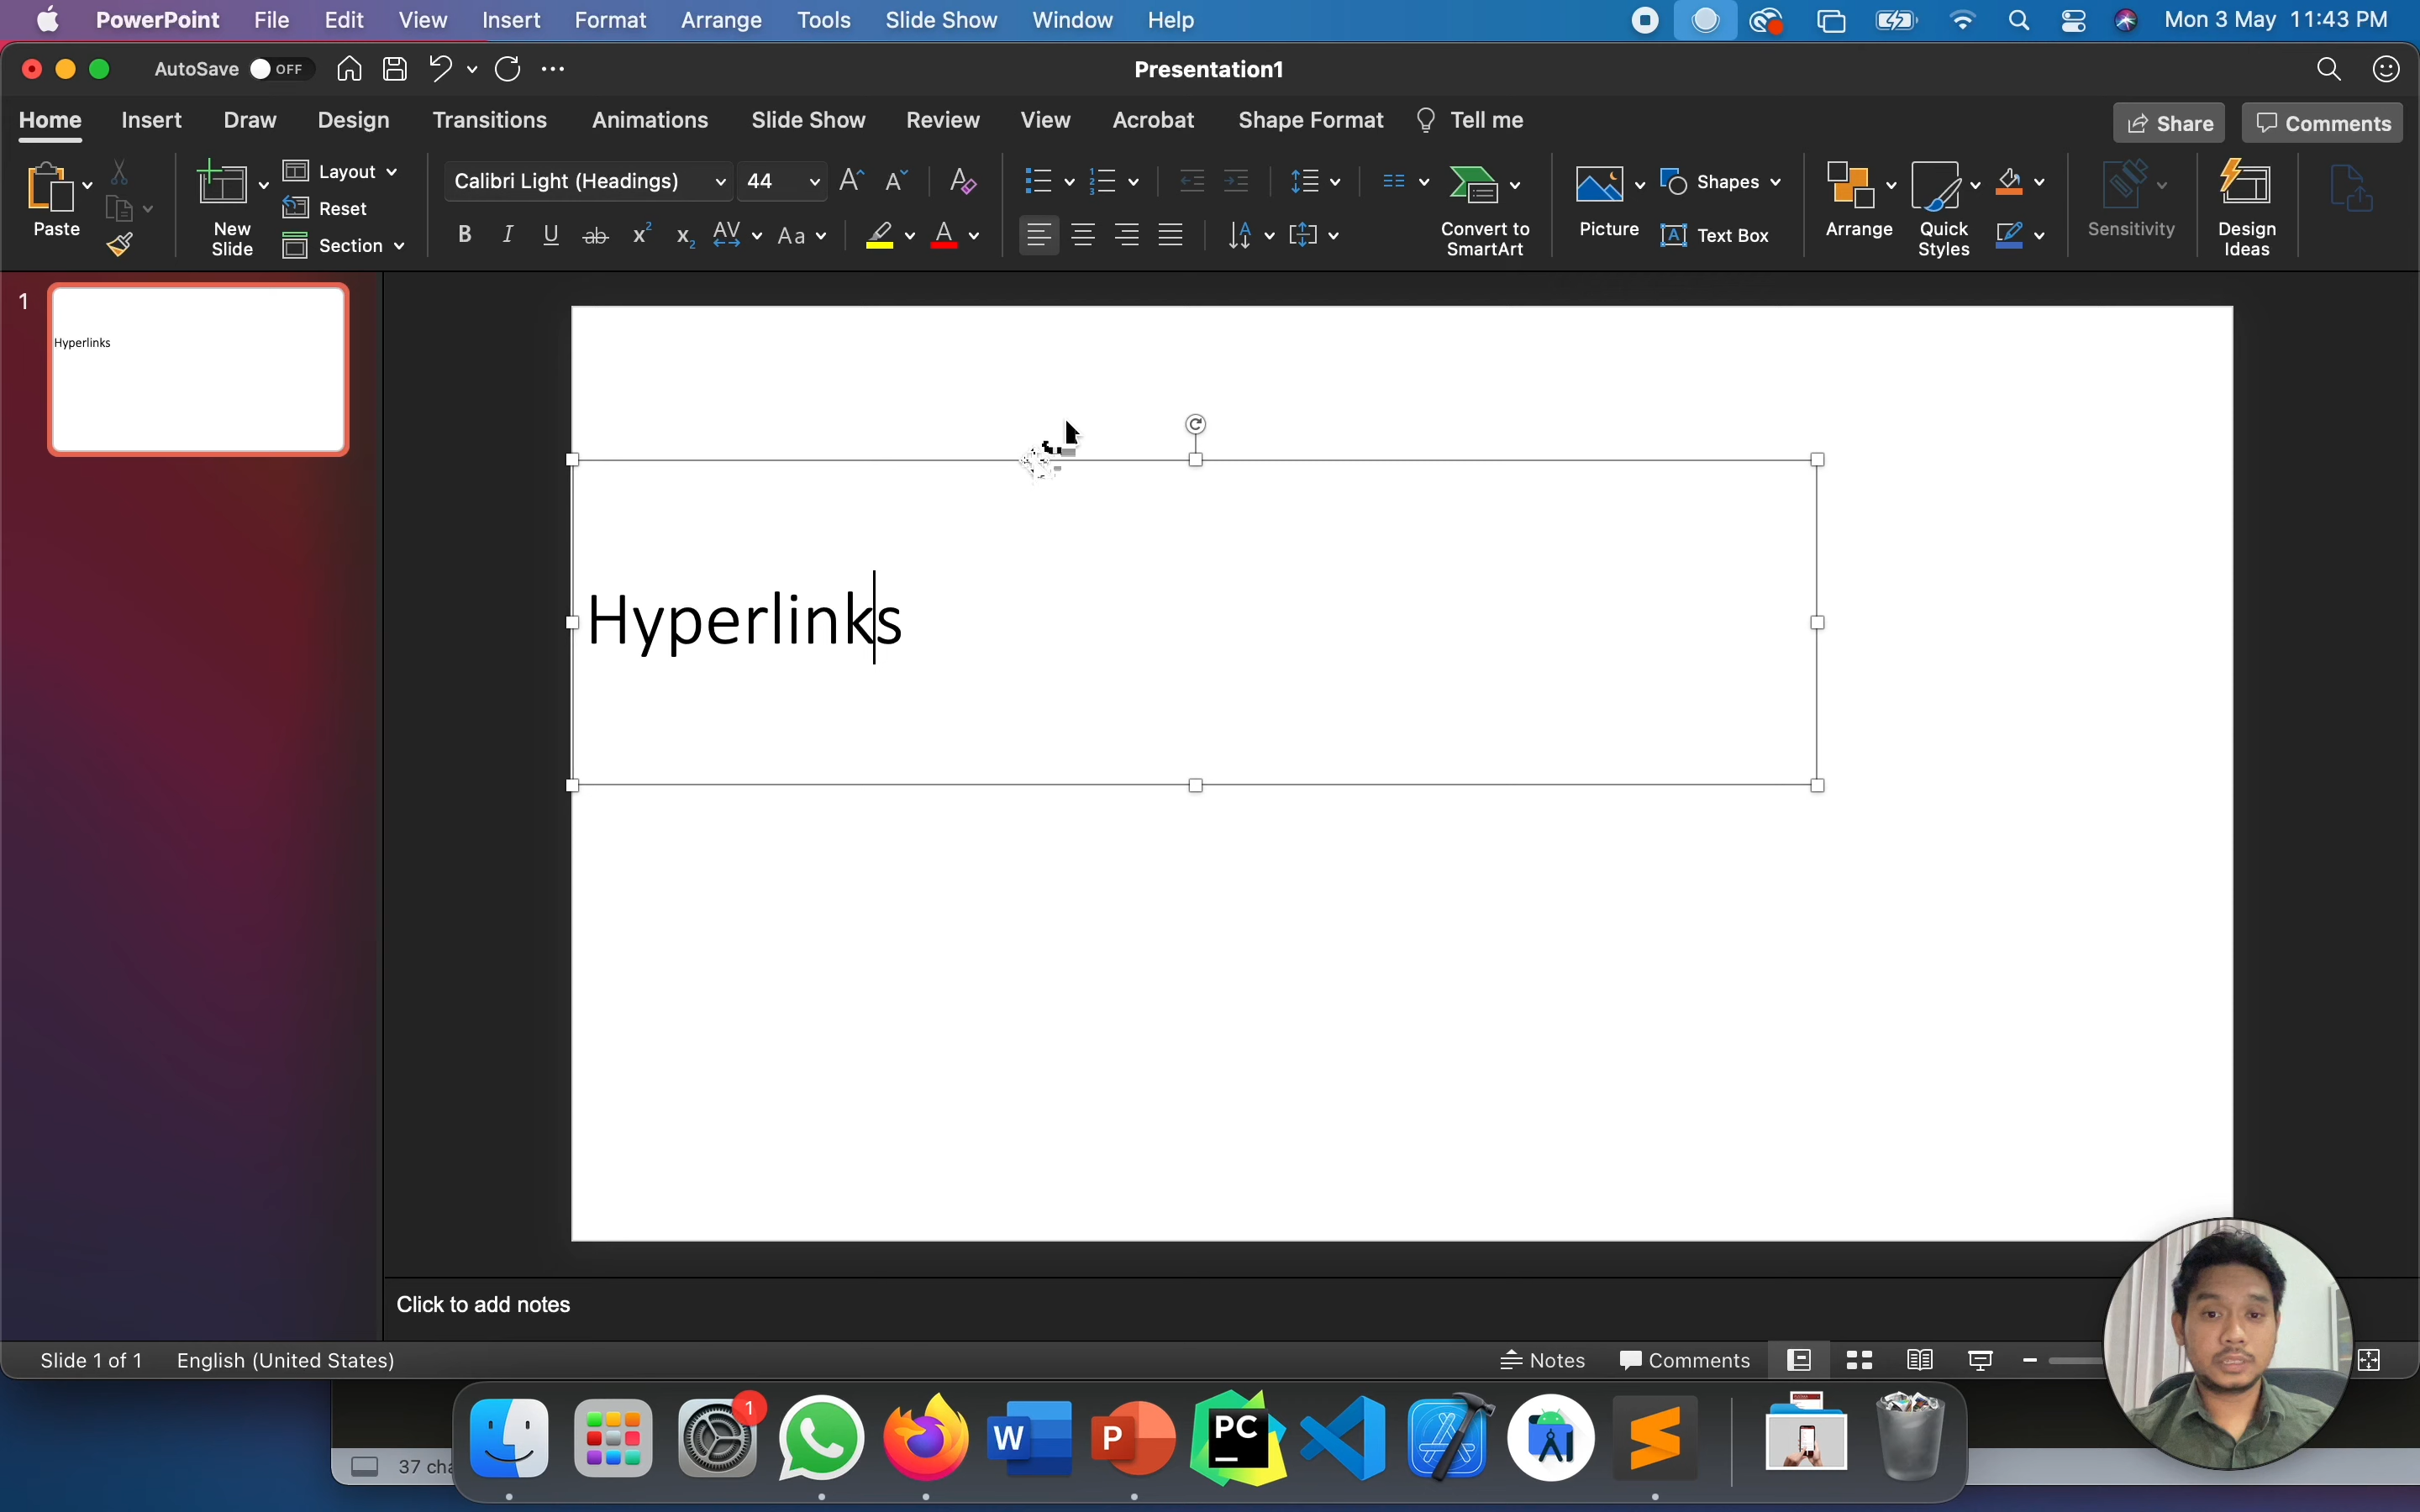 PowerPoint File Edit View Insert Format Arrange Tools Slide Show Window Help Mon 3 May 11:43 PM
AutoSave OFF Presentation1
Home Insert Draw Design Transitions Animations Slide Show Review View Acrobat Shape Format Tell me Share Comments
Paste
New Slide
Layout
Reset
Section
Calibri Light (Headings) 44
Convert to SmartArt
Picture
Shapes
Text Box
Arrange
Quick Styles
Sensitivity
Design Ideas
1
Hyperlinks
Hyperlinks
Click to add notes
Slide 1 of 1 English (United States) Notes Comments
1
W
P
PC
37 cha